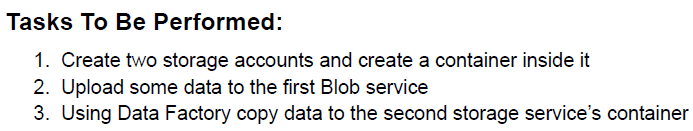 Tasks To Be Performed:
1. Create two storage accounts and create a container inside it
2. Upload some data to the first Blob service
3. Using Data Factory copy data to the second storage service's container